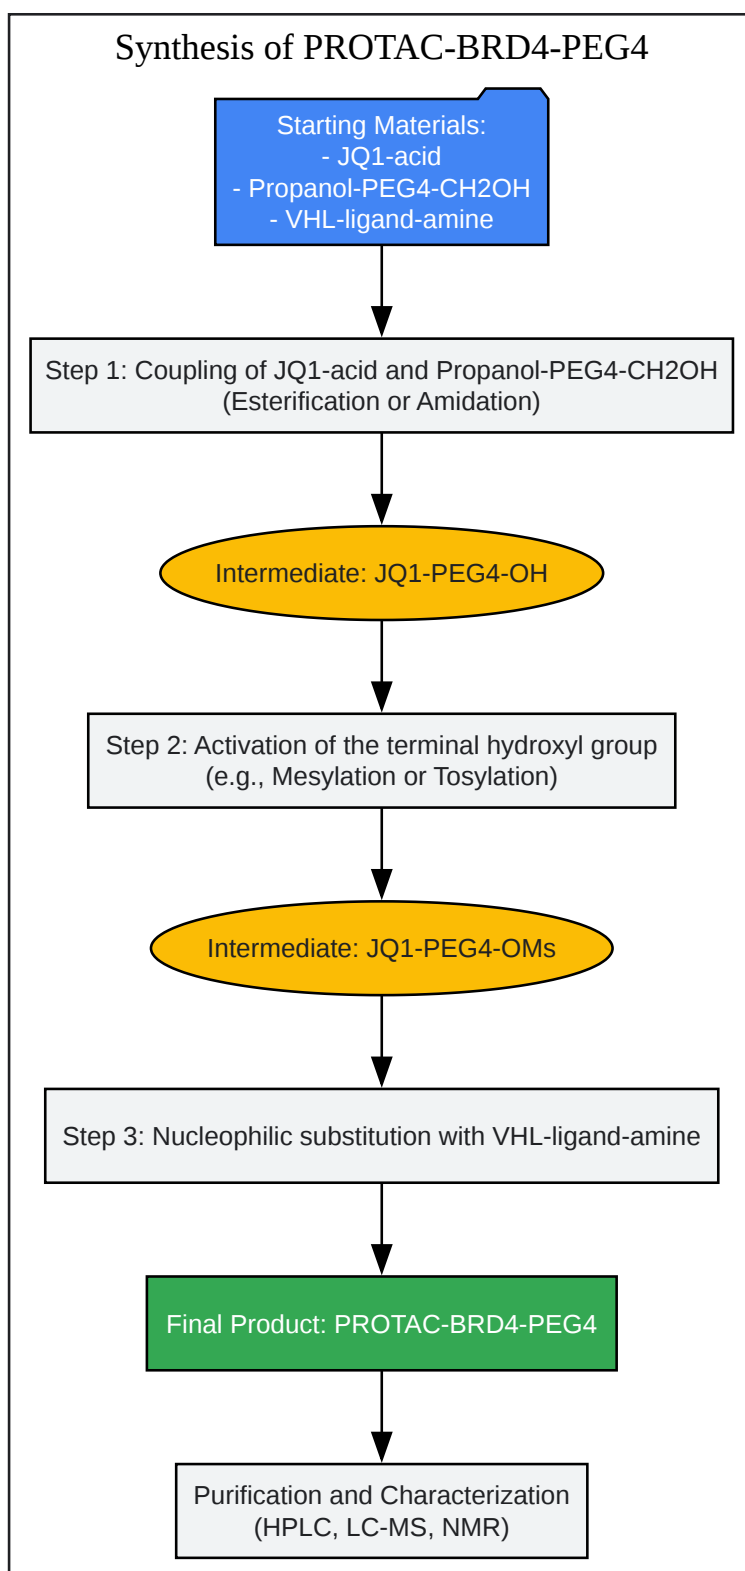 Synthesis of PROTAC-BRD4-PEG4
Starting Materials:
- JQ1-acid
- Propanol-PEG4-CH2OH
- VHL-ligand-amine
Step 1: Coupling of JQ1-acid and Propanol-PEG4-CH2OH
(Esterification or Amidation)
Intermediate: JQ1-PEG4-OH
Step 2: Activation of the terminal hydroxyl group
(e.g., Mesylation or Tosylation)
Intermediate: JQ1-PEG4-OMs
Step 3: Nucleophilic substitution with VHL-ligand-amine
Final Product: PROTAC-BRD4-PEG4
Purification and Characterization
(HPLC, LC-MS, NMR)